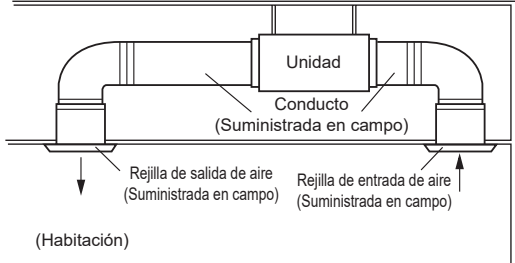 Unidad
Conducto
(Suministrada en campo)
Rejilla de salida de aire
(Suministrada en campo)
Rejilla de entrada de aire
(Suministrada en campo)
(Habitación)